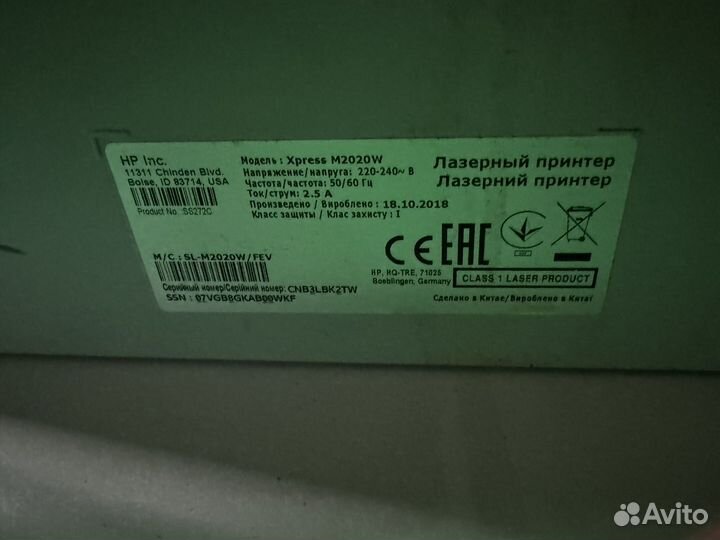 HP Inc.
11311 Chinden Blvd.
Boise, ID 83714, USA
Product No. SS272C
M/C : SL-M2020W/FEV
Серийный номер/Серійний номер: CNB3LBK2TW
SSN : 07VGB8GKAB00WKF
Модель : Xpress M2020W
Напряжение/напруга: 220-240~ В
Частота/частота: 50/60 Гц
Ток/струм: 2.5 А
Произведено / Вироблено : 18.10.2018
Класс защиты / Клас захисту : I
Лазерный принтер
Лазерний принтер
CE EAC
HP, HQ-TRE, 71025
Boeblingen, Germany
CLASS 1 LASER PRODUCT
Сделано в Китае/Вироблено в Китаї
Avito